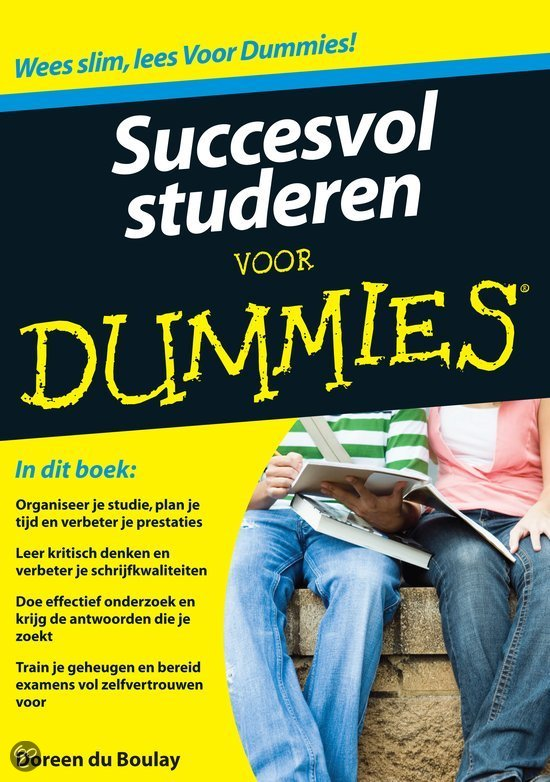 Wees slim, lees Voor Dummies!
Succesvol
studeren
VOOR
DUMMIES®
In dit boek:
Organiseer je studie, plan je
tijd en verbeter je prestaties
Leer kritisch denken en
verbeter je schrijfkwaliteiten
Doe effectief onderzoek en
krijg de antwoorden die je
zoekt
Train je geheugen en bereid
examens vol zelfvertrouwen
voor
Doreen du Boulay